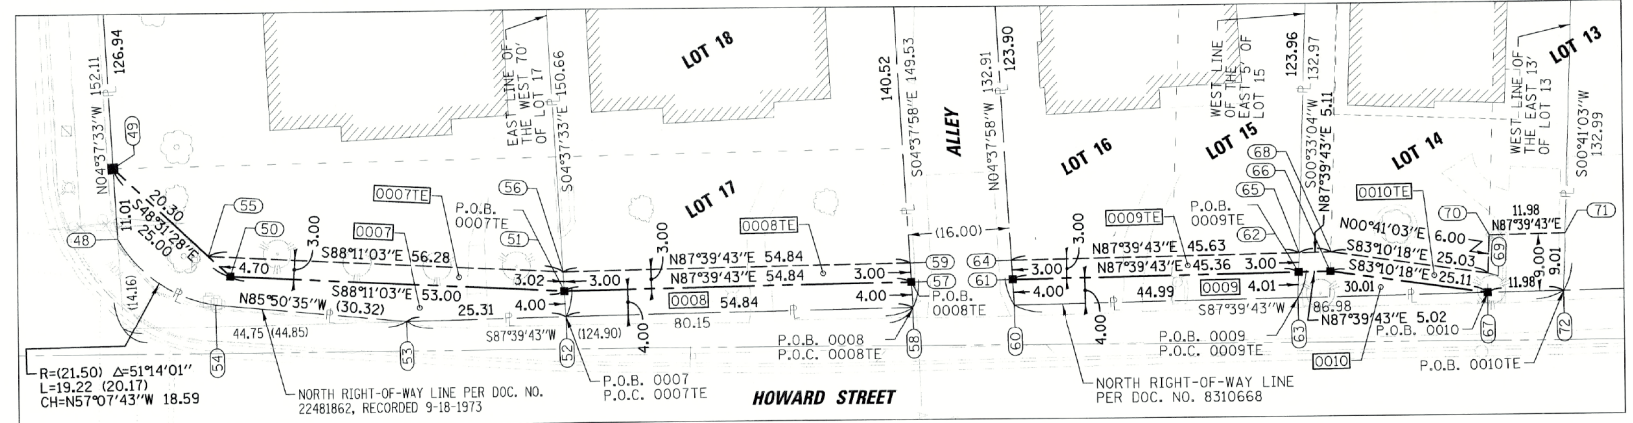 126.94
N04°37'33"W 152.11
49
20.30
S48°31'28"E
25.00
11.01
48
(14.16)
55
50
4.70
3.00
S88°11'03"E 56.28
S88°11'03"E 53.00
N85°50'35"W (30.32)
25.31
44.75 (44.85)
54
53
R=(21.50) Δ=51°14'01"
L=19.22 (20.17)
CH=N57°07'43"W 18.59
NORTH RIGHT-OF-WAY LINE PER DOC. NO.
22481862, RECORDED 9-18-1973
0007TE
0007
EAST LINE OF
THE WEST 70'
OF LOT 17
S04°37'33"E 150.66
56
P.O.B.
0007TE
51
3.02
3.00
4.00
S87°39'43"W
(124.90)
52
P.O.B. 0007
P.O.C. 0007TE
LOT 18
LOT 17
0008TE
3.00
N87°39'43"E 54.84
N87°39'43"E 54.84
0008
54.84
4.00
80.15
3.00
4.00
140.52
S04°37'58"E 149.53
59
57
P.O.B.
0008TE
58
P.O.B. 0008
P.O.C. 0008TE
HOWARD STREET
ALLEY
(16.00)
N04°37'58"W 132.91
123.90
64
61
60
3.00
4.00
3.00
4.00
LOT 16
0009TE
N87°39'43"E 45.63
N87°39'43"E 45.36
44.99
0009
S87°39'43"W
3.00
4.01
P.O.B. 0009
P.O.C. 0009TE
NORTH RIGHT-OF-WAY LINE
PER DOC. NO. 8310668
LOT 15
WEST LINE
OF THE
EAST 5' OF
LOT 15
123.96
S00°33'04"W 132.97
N87°39'43"E 5.11
68
66
65
P.O.B.
0009TE
62
63
86.98
N87°39'43"E 5.02
LOT 14
0010TE
N00°41'03"E
6.00
S83°10'18"E
25.03
S83°10'18"E
25.11
30.01
P.O.B. 0010
0010
70
69
67
11.98
N87°39'43"E
9.00
9.01
11.98
71
72
P.O.B. 0010TE
WEST LINE OF
THE EAST 13'
OF LOT 13
LOT 13
S00°41'03"W
132.99